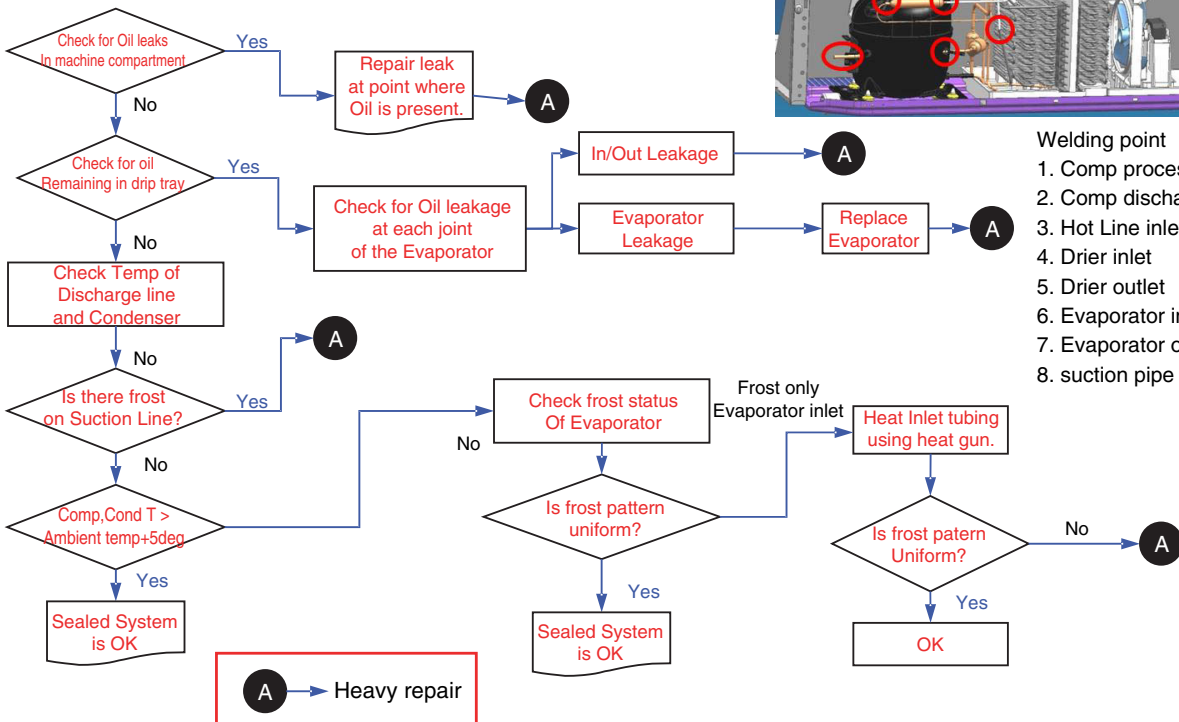 Check for Oil leaks
In machine compartment
Yes
Repair leak
at point where
Oil is present.
A
No
Check for oil
Remaining in drip tray
Yes
Check for Oil leakage
at each joint
of the Evaporator
In/Out Leakage
A
Evaporator
Leakage
Replace
Evaporator
A
No
Check Temp of
Discharge line
and Condenser
No
Is there frost
on Suction Line?
Yes
A
No
Comp,Cond T >
Ambient temp+5deg
Yes
Sealed System
is OK
No
Check frost status
Of Evaporator
Is frost pattern
uniform?
Yes
Sealed System
is OK
Frost only
Evaporator inlet
Heat Inlet tubing
using heat gun.
Is frost patern
Uniform?
No
A
Yes
OK
A Heavy repair
Welding point
1. Comp
2. Comp
3. Hot Line
4. Drier inlet
5. Drier outlet
6. Evaporator
7. Evaporator
8. suction pipe